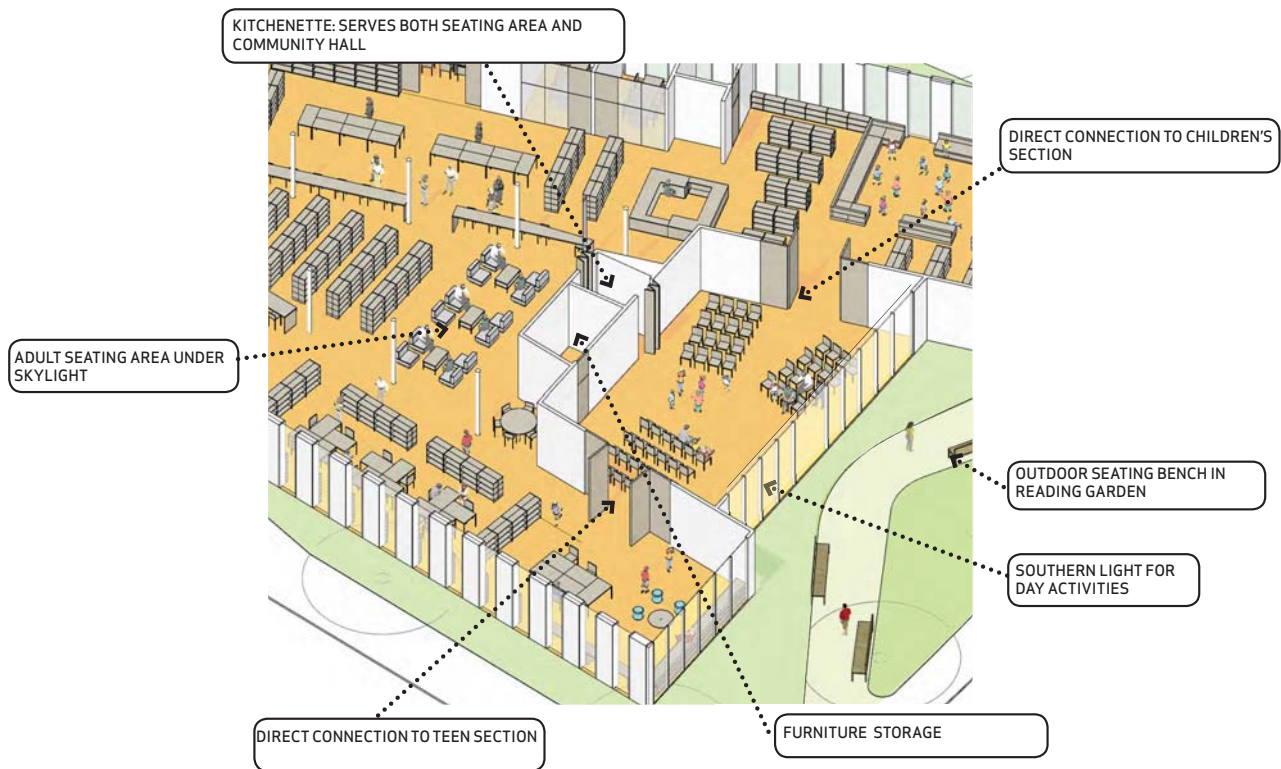 KITCHENETTE: SERVES BOTH SEATING AREA AND
COMMUNITY HALL
DIRECT CONNECTION TO CHILDREN'S
SECTION
ADULT SEATING AREA UNDER
SKYLIGHT
OUTDOOR SEATING BENCH IN
READING GARDEN
SOUTHERN LIGHT FOR
DAY ACTIVITIES
DIRECT CONNECTION TO TEEN SECTION
FURNITURE STORAGE